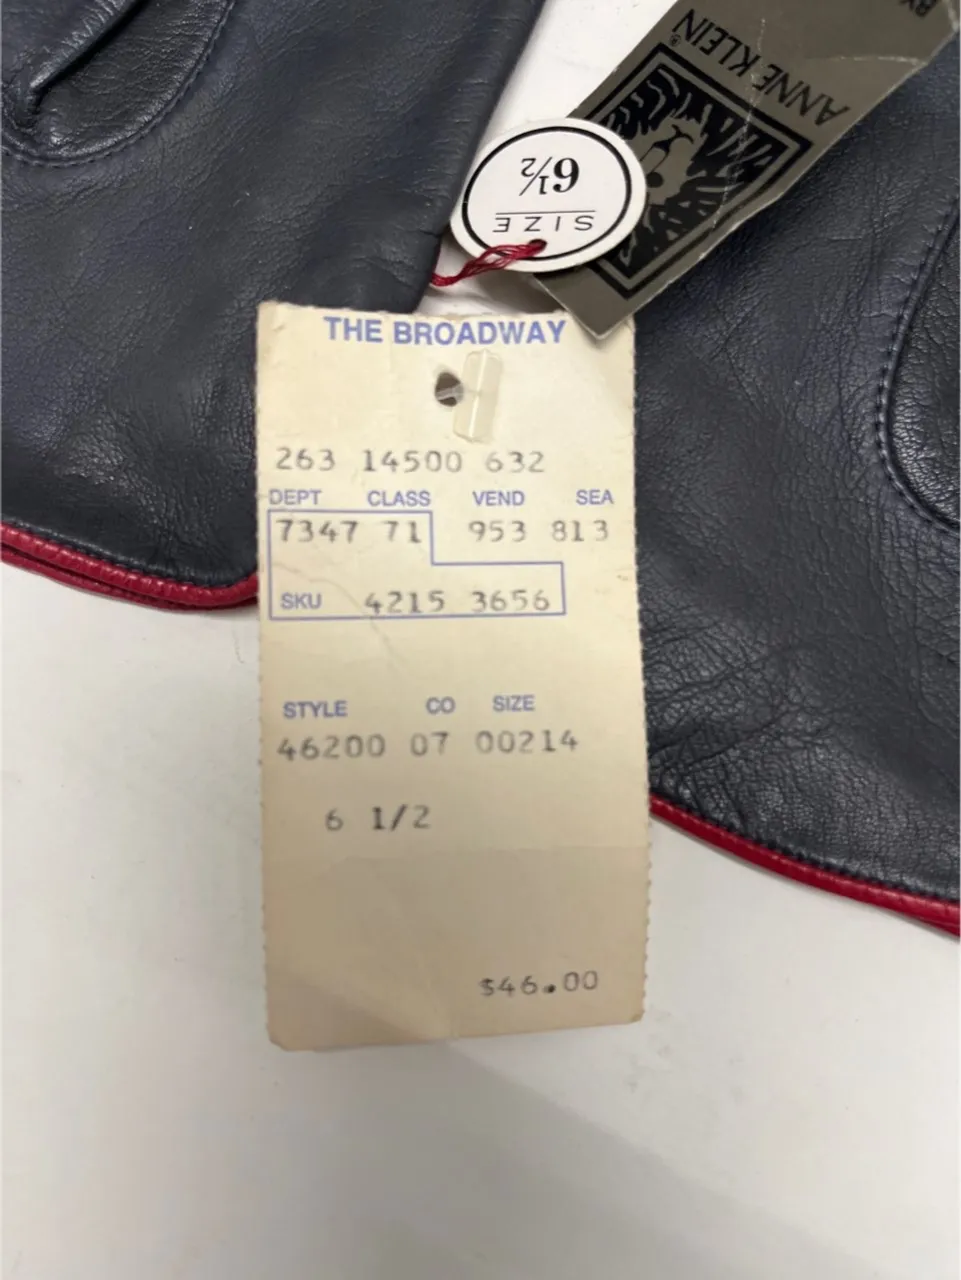 BY
ANNE KLEIN®
6½
SIZE
THE BROADWAY
263 14500 632
DEPT CLASS VEND SEA
7347 71 953 813
SKU 4215 3656
STYLE CO SIZE
46200 07 00214
6 1/2
$46.00